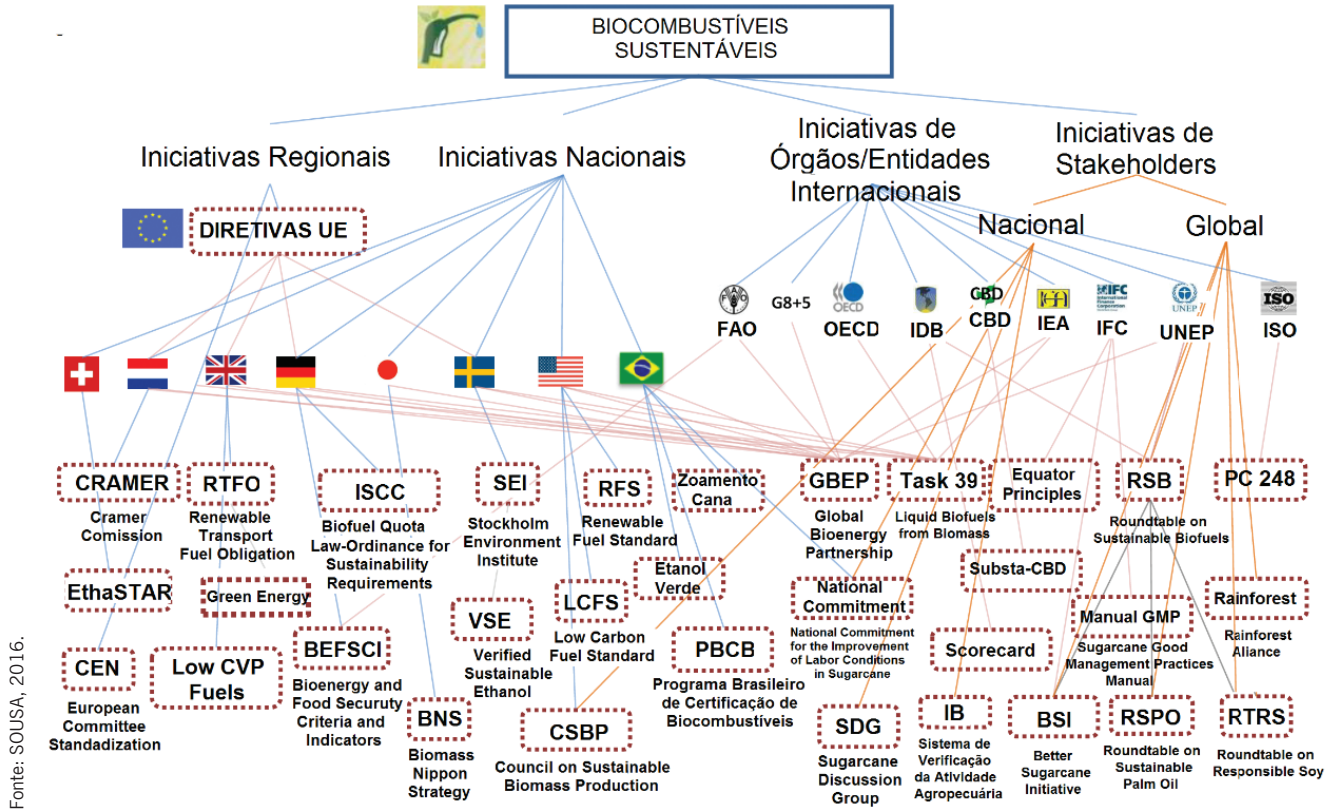 BIOCOMBUSTÍVEIS
SUSTENTÁVEIS
Iniciativas Regionais
Iniciativas Nacionais
Iniciativas de
Órgãos/Entidades
Internacionais
Iniciativas de
Stakeholders
DIRETIVAS UE
Nacional
Global
FAO
G8+5
OECD
OECD
IDB
CBD
CBD
IEA
IFC
International
Finance
Corporation
IFC
UNEP
UNEP
ISO
ISO
CRAMER
Cramer
Comission
RTFO
Renewable
Transport
Fuel Obligation
ISCC
Biofuel Quota
Law-Ordinance for
Sustainability
Requirements
SEI
Stockholm
Environment
Institute
RFS
Renewable
Fuel Standard
Zoamento
Cana
GBEP
Global
Bioenergy
Partnership
Task 39
Liquid Biofuels
from Biomass
Equator
Principles
RSB
Roundtable on
Sustainable Biofuels
PC 248
EthaSTAR
Green Energy
Etanol
Verde
Substa-CBD
VSE
Verified
Sustainable
Ethanol
LCFS
Low Carbon
Fuel Standard
National
Commitment
National Commitment
for the Improvement
of Labor Conditions
in Sugarcane
Manual GMP
Sugarcane Good
Management Practices
Manual
Rainforest
Rainforest
Aliance
CEN
European
Committee
Standadization
Low CVP
Fuels
BEFSCI
Bioenergy and
Food Securuty
Criteria and
Indicators
PBCB
Programa Brasileiro
de Certificação de
Biocombustíveis
Scorecard
BNS
Biomass
Nippon
Strategy
CSBP
Council on Sustainable
Biomass Production
SDG
Sugarcane
Discussion
Group
IB
Sistema de
Verificação
da Atividade
Agropecuária
BSI
Better
Sugarcane
Initiative
RSPO
Roundtable on
Sustainable
Palm Oil
RTRS
Roundtable on
Responsible Soy
Fonte: SOUSA, 2016.